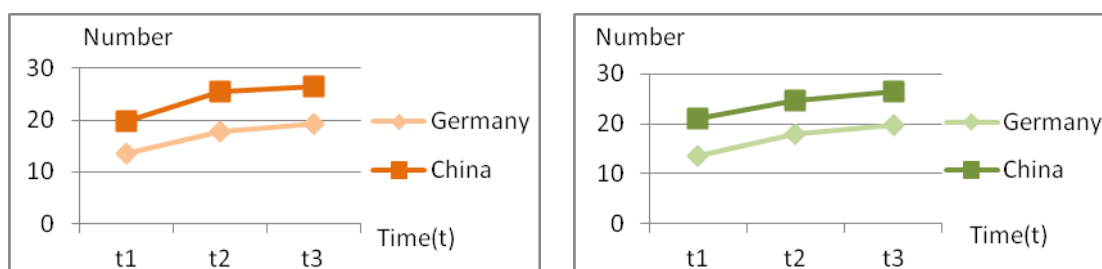 Number
30
20
10
0
t1 t2 t3
Time(t)
Germany
China
Number
30
20
10
0
t1 t2 t3
Time(t)
Germany
China